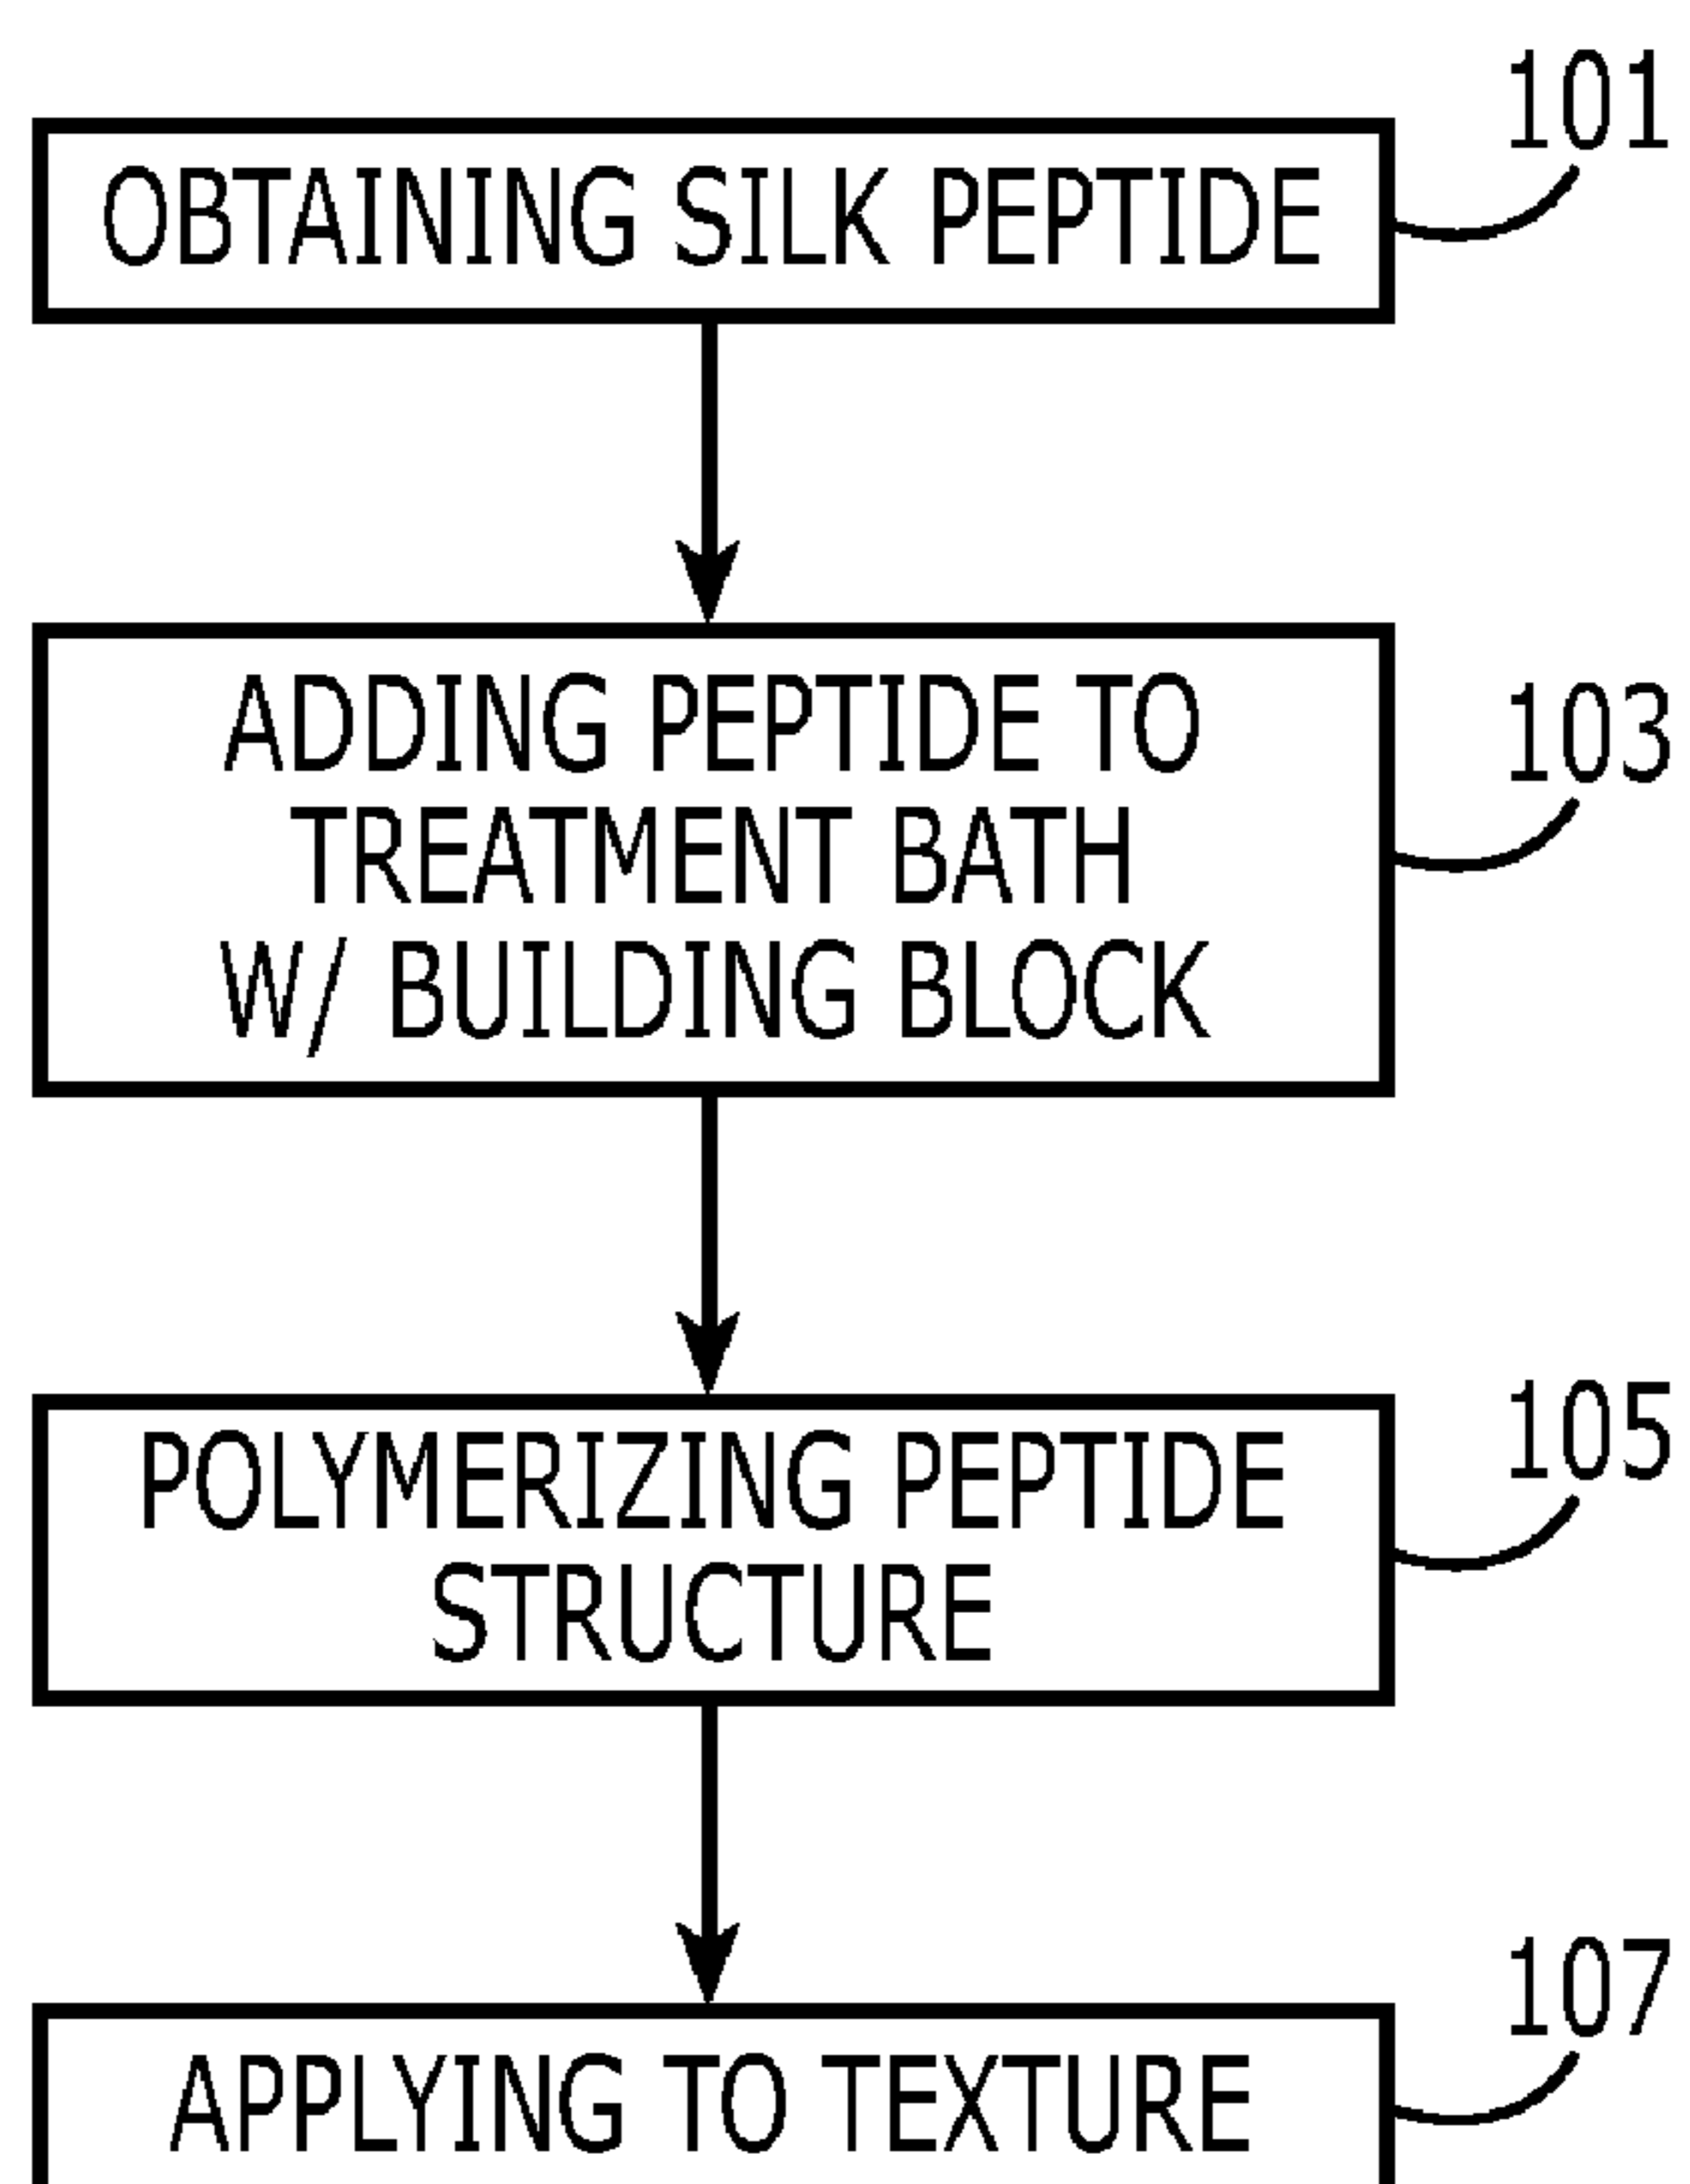 101
OBTAINING SILK PEPTIDE
ADDING PEPTIDE TO
103
TREATMENT BATH
W/ BUILDING BLOCK
105
POLYMERIZING PEPTIDE
STRUCTURE
107
APPLYING TO TEXTURE